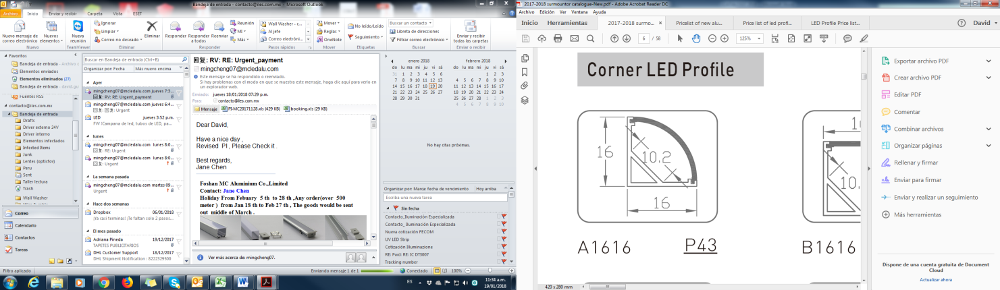 Bandeja de entrada - contacto@iles.com.mx - Microsoft Outlook
Archivo Inicio Enviar y recibir Carpeta Vista ESET
Nuevo mensaje de correo electrónico
Nuevos elementos
Nuevo
Nueva reunión
TeamViewer
Ignorar
Limpiar
Correo no deseado
Eliminar
Eliminar
Responder
Responder a todos
Reenviar
Reunión
MI
Más
Responder
Wall Washer - c...
Al jefe
Correo electróni...
Pasos rápidos
Mover
Reglas
OneNote
Mover
No leído/Leído
Seguimiento
Etiquetas
Buscar un contacto
Libreta de direcciones
Filtrar correo electrónico
Buscar
Enviar y recibir todas las carpetas
Enviar o recibir
Favoritos
Bandeja de entrada - Archivo
Elementos enviados
Elementos eliminados (27)
Bandeja de entrada - david.go
Fuentes RSS
contacto@iles.com.mx
Bandeja de entrada
Drafts
Driver externo 24V
Driver interno
Elementos infectados
Infected Items
Junk
Lentes (opticfov)
Peru
Sent
Taller lectura
Trash
Wall Washer
Correo
Calendario
Contactos
Tareas
Buscar en Bandeja de entrada (Ctrl+B)
Organizar por: Fecha Más nuevo encima
Ayer
mingcheng07@mcledalu.com jueves 7:3...
回复: RV: RE: Urgent_payment
mingcheng07@mcledalu.com jueves 6:4...
回复: 回复: Urgent
LED jueves 3:52 p.m.
FW !Campana de led, tubos de LED, pa...
lunes
mingcheng07@mcledalu.com lunes 8:0...
回复: RE: Urgent
mingcheng07@mcledalu.com lunes 8:0...
回复: Urgent
La semana pasada
mingcheng07@mcledalu.com martes 09...
回复: Urgent
Hace dos semanas
Dropbox 06/01/2018
¡Ya casi terminas! ¡Te faltan solo 2 pasos...
El mes pasado
Adriana Pineda 19/12/2017
TAPETES PUBLICITARIOS
DHL Customer Support 18/12/2017
DHL Shipment Notification : 8222329500
回复: RV: RE: Urgent_payment
mingcheng07@mcledalu.com
Este mensaje se ha respondido o reenviado.
Si hay problemas con el modo en que se muestra este mensaje, haga clic aquí para verlo en un explorador web.
Enviado: jueves 18/01/2018 07:29 p.m.
Para: contacto@iles.com.mx
Mensaje PI-MC20171128.xls (429 KB) booking.xls (29 KB)
Dear David,
Have a nice day ,
Revised PI , Please Check it .
Best regards,
Jane Chen
Foshan MC Aluminium Co.,Limited
Contact: Jane Chen
Holiday From Febuary 5 th to 28 th ,Any order(over 500
meter ) from Jan 18 th to Feb 27 th , The goods would be sent
out middle of March .
Ver más acerca de: mingcheng07.
enero 2018
do lu ma mi ju vi sá
31 1 2 3 4 5 6
7 8 9 10 11 12 13
14 15 16 17 18 19 20
21 22 23 24 25 26 27
28 29 30 31
febrero 2018
do lu ma mi ju vi sá
1 2 3
4 5 6 7 8 9 10
11 12 13 14 15 16 17
18 19 20 21 22 23 24
25 26 27 28 1 2 3
4 5 6 7 8 9 10
No hay citas próximas.
Organizar por: Marca: fecha de vencimiento Hoy arriba
Escriba una nueva tarea
Sin fecha
Contacto_Iluminación Especializada
Contacto_ Iluminación Especializada
Nueva cotización FECOM
UV LED Strip
Cotización Illuminazione
RE: Fwd: RE: IC DT3007
Tracking number
Filtro aplicado
Enviando mensaje 1 de 1
Conectado
100%
ES
11:34 a.m.
19/01/2018
2017-2018 surmountor catalogue-New.pdf - Adobe Acrobat Reader DC
Archivo Edición Ver Ventana Ayuda
Inicio Herramientas 2017-2018 surmo... × Pricelist of new alu... Price list of led profi... LED Profile Price list...
David
6 / 58
125%
Corner LED Profile
16
10.2
16
A1616 P43
10.
B1616
420 x 280 mm
Exportar archivo PDF
Crear archivo PDF
Editar PDF
Comentar
Combinar archivos
Organizar páginas
Rellenar y firmar
Enviar para firmar
Enviar y realizar un seguimiento
Más herramientas
Dispone de una cuenta gratuita de Document
Cloud
Actualizar ahora